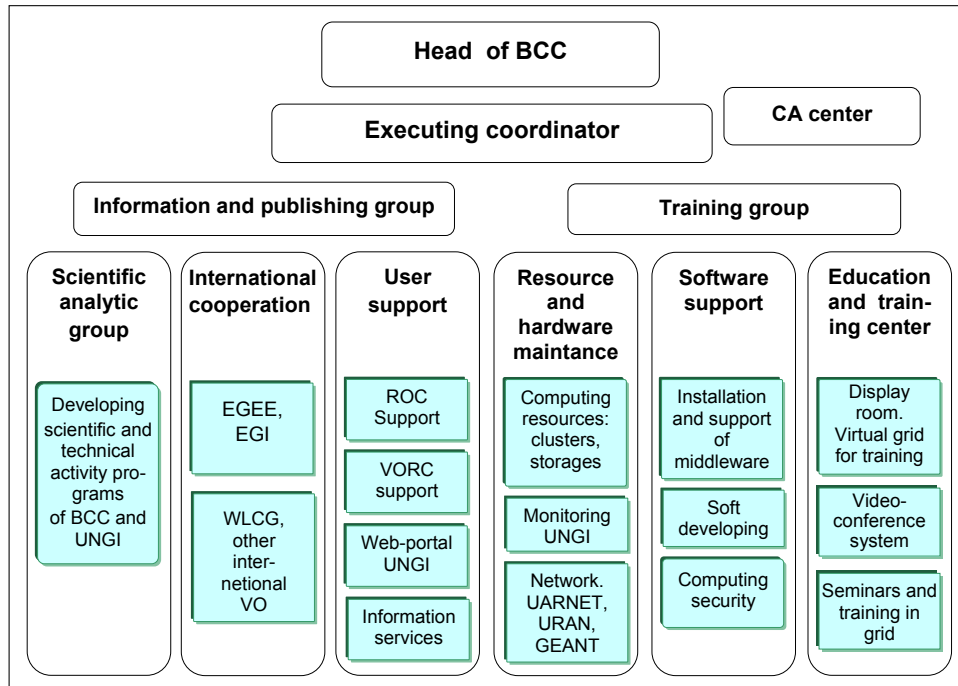 Head of BCC
Executing coordinator
CA center
Information and publishing group
Training group
Scientific
analytic
group
Developing
scientific and
technical
activity pro-
grams
of BCC and
UNGI
International
cooperation
EGEE,
EGI
WLCG,
other
inter-
netional
VO
User
support
ROC
Support
VORC
support
Web-portal
UNGI
Information
services
Resource
and
hardware
maintance
Computing
resources:
clusters,
storages
Monitoring
UNGI
Network.
UARNET,
URAN,
GEANT
Software
support
Installation
and support
of
middleware
Soft
developing
Computing
security
Education
and train-
ing center
Display
room.
Virtual grid
for training
Video-
conference
system
Seminars and
training in
grid